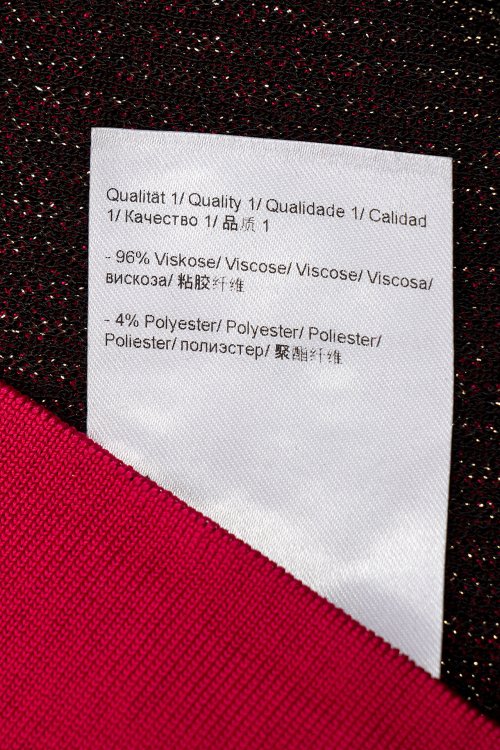 Qualität 1/ Quality 1/ Qualidade 1/ Calidad
1/ Качество 1/ 品质 1
- 96% Viskose/ Viscose/ Viscose/ Viscosa/
вискоза/ 粘胶纤维
- 4% Polyester/ Polyester/ Poliester/
Poliester/ полиэстер/ 聚酯纤维